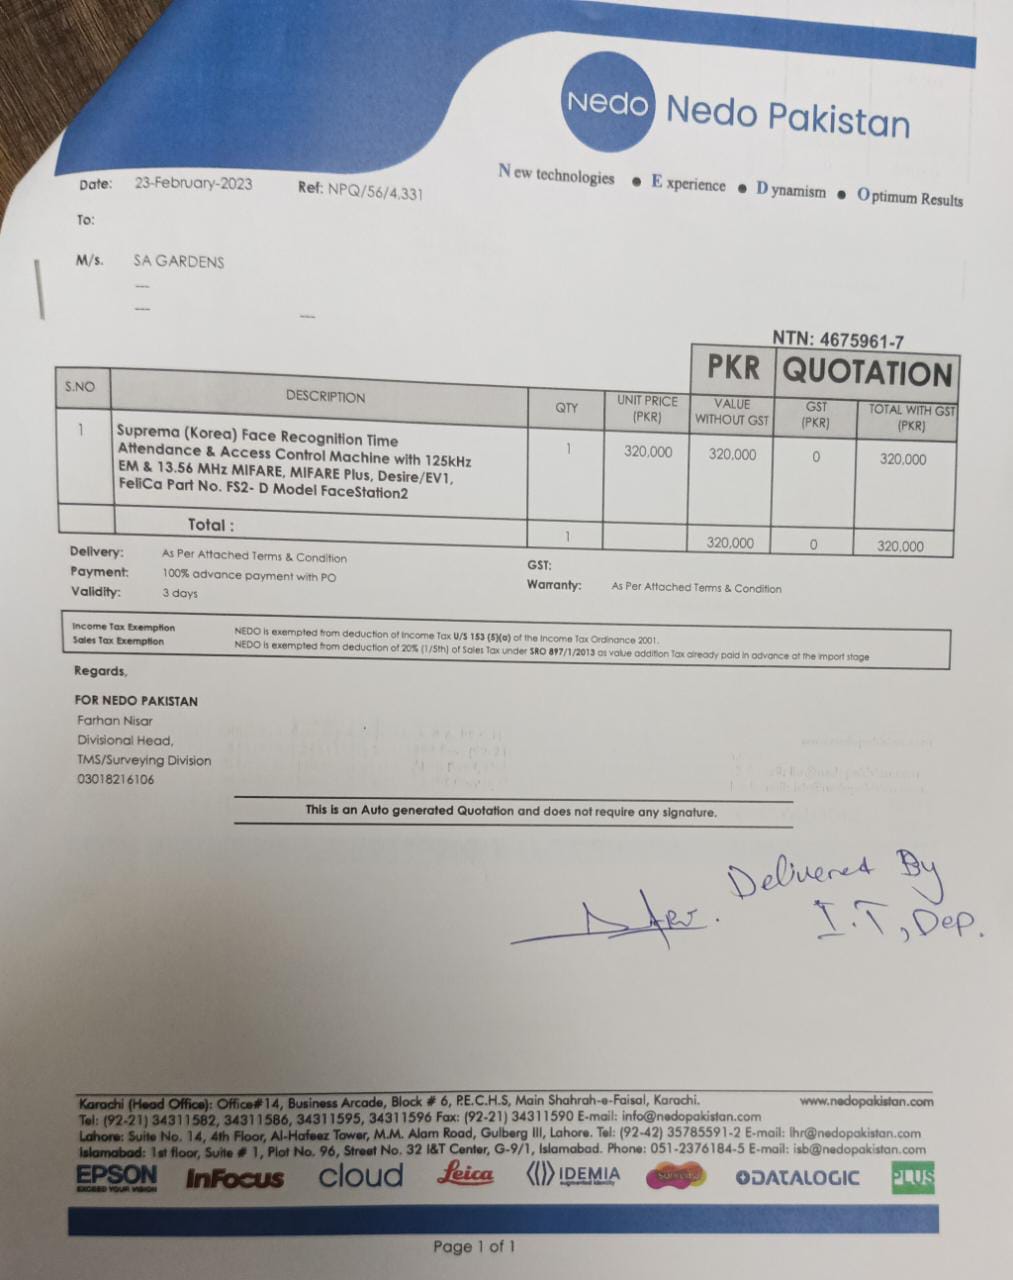 Nedo Nedo Pakistan
New technologies • Experience • Dynamism • Optimum Results
Date: 23-February-2023 Ref: NPQ/56/4,331
To:
M/s. SA GARDENS
---
--- ---
NTN: 4675961-7
PKR QUOTATION
S.NO DESCRIPTION QTY UNIT PRICE (PKR) VALUE WITHOUT GST GST (PKR) TOTAL WITH GST (PKR)
1 Suprema (Korea) Face Recognition Time 1 320,000 320,000 0 320,000
Attendance & Access Control Machine with 125kHz
EM & 13.56 MHz MIFARE, MIFARE Plus, Desire/EV1,
FeliCa Part No. FS2- D Model FaceStation2
Total : 1 320,000 0 320,000
Delivery: As Per Attached Terms & Condition GST:
Payment: 100% advance payment with PO Warranty: As Per Attached Terms & Condition
Validity: 3 days
Income Tax Exemption NEDO is exempted from deduction of Income Tax U/S 153 (5)(a) of the Income Tax Ordinance 2001.
Sales Tax Exemption NEDO is exempted from deduction of 20% (1/5th) of Sales Tax under SRO 897/1/2013 as value addition Tax already paid in advance at the import stage
Regards,
FOR NEDO PAKISTAN
Farhan Nisar
Divisional Head,
TMS/Surveying Division
03018216106
This is an Auto generated Quotation and does not require any signature.
Delivered By
I.T, Dep.
Karachi (Head Office): Office#14, Business Arcade, Block # 6, P.E.C.H.S, Main Shahrah-e-Faisal, Karachi. www.nedopakistan.com
Tel: (92-21) 34311582, 34311586, 34311595, 34311596 Fax: (92-21) 34311590 E-mail: info@nedopakistan.com
Lahore: Suite No. 14, 4th Floor, Al-Hafeez Tower, M.M. Alam Road, Gulberg III, Lahore. Tel: (92-42) 35785591-2 E-mail: lhr@nedopakistan.com
Islamabad: 1st floor, Suite # 1, Plot No. 96, Street No. 32 I&T Center, G-9/1, Islamabad. Phone: 051-2376184-5 E-mail: isb@nedopakistan.com
EPSON InFocus cloud Leica IDEMIA DATALOGIC PLUS
EXCEED YOUR VISION augmented identity
Page 1 of 1